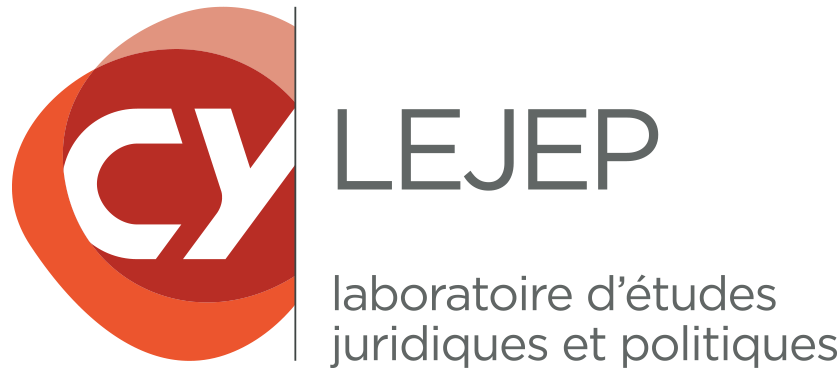 CY
LEJEP
laboratoire d’études
juridiques et politiques